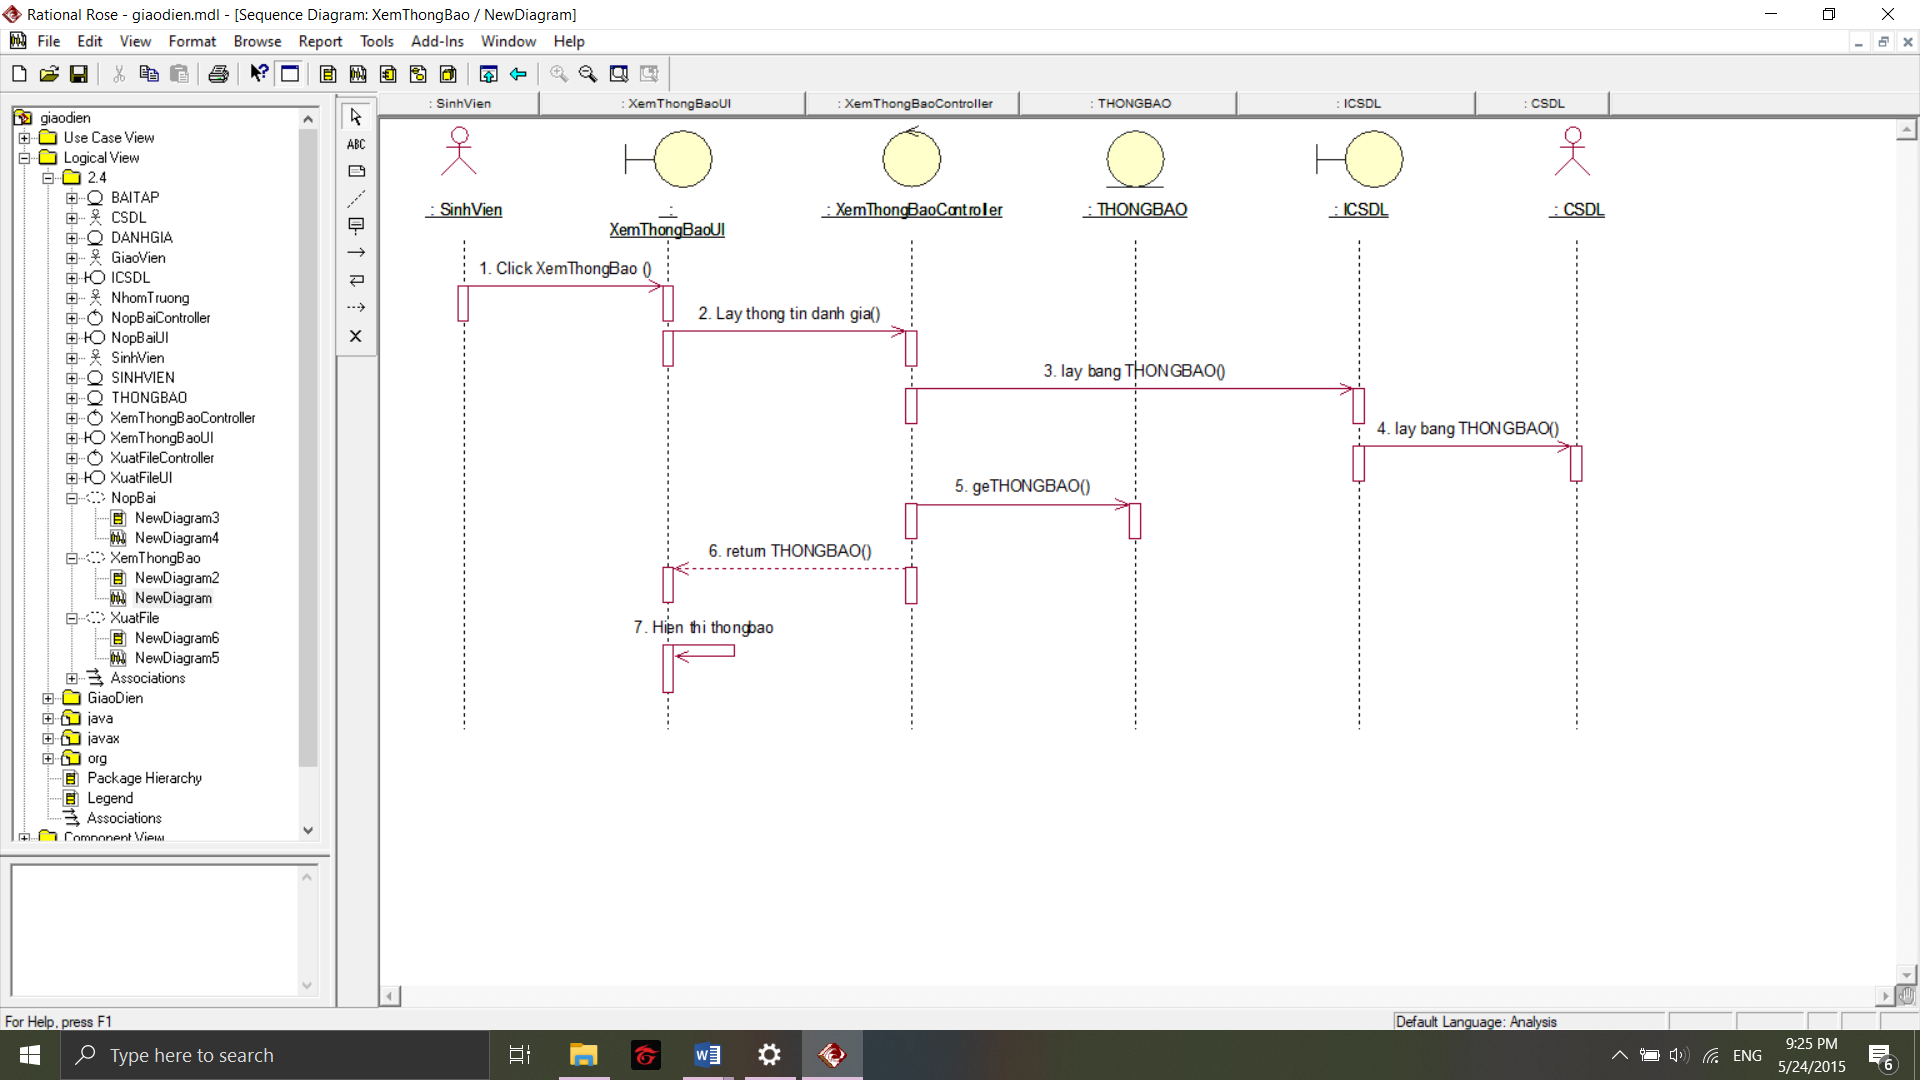 Rational Rose - giaodien.mdl - [Sequence Diagram: XemThongBao / NewDiagram]
File Edit View Format Browse Report Tools Add-Ins Window Help
ABC
giaodien
Use Case View
Logical View
2.4
BAITAP
CSDL
DANHGIA
GiaoVien
ICSDL
NhomTruong
NopBaiController
NopBaiUI
SinhVien
SINHVIEN
THONGBAO
XemThongBaoController
XemThongBaoUI
XuatFileController
XuatFileUI
NopBai
NewDiagram3
NewDiagram4
XemThongBao
NewDiagram2
NewDiagram
XuatFile
NewDiagram6
NewDiagram5
Associations
GiaoDien
java
javax
org
Package Hierarchy
Legend
Associations
Component View
: SinhVien : XemThongBaoUI : XemThongBaoController : THONGBAO : ICSDL : CSDL
: SinhVien
:
XemThongBaoUI
: XemThongBaoController
: THONGBAO
: ICSDL
: CSDL
1. Click XemThongBao ()
2. Lay thong tin danh gia()
3. lay bang THONGBAO()
4. lay bang THONGBAO()
5. geTHONGBAO()
6. return THONGBAO()
7. Hien thi thongbao
For Help, press F1
Default Language: Analysis
Type here to search
ENG
9:25 PM
5/24/2015
6